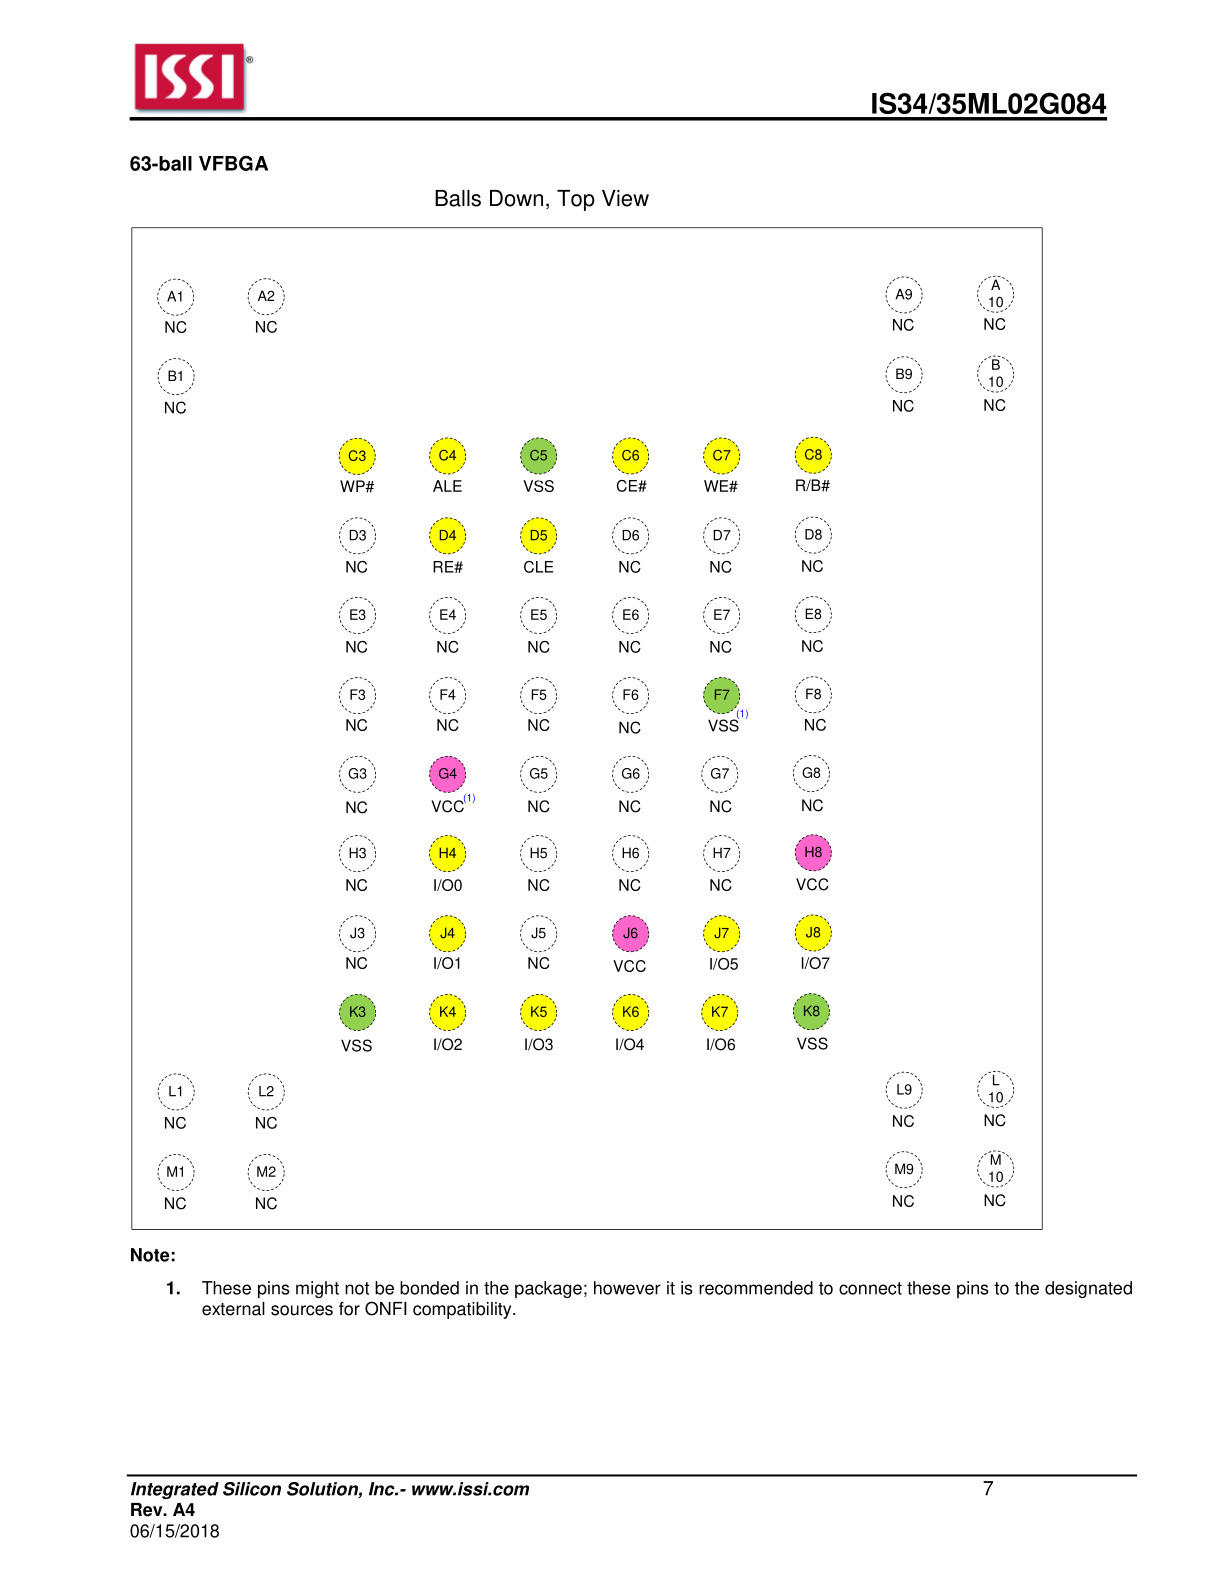 ISSI®
IS34/35ML02G084
63-ball VFBGA
Balls Down, Top View
A1 A2 A9 A 10
NC NC NC NC
B1 B9 B 10
NC NC NC
C3 C4 C5 C6 C7 C8
WP# ALE VSS CE# WE# R/B#
D3 D4 D5 D6 D7 D8
NC RE# CLE NC NC NC
E3 E4 E5 E6 E7 E8
NC NC NC NC NC NC
F3 F4 F5 F6 F7 F8
NC NC NC NC VSS(1) NC
G3 G4 G5 G6 G7 G8
NC VCC(1) NC NC NC NC
H3 H4 H5 H6 H7 H8
NC I/O0 NC NC NC VCC
J3 J4 J5 J6 J7 J8
NC I/O1 NC VCC I/O5 I/O7
K3 K4 K5 K6 K7 K8
VSS I/O2 I/O3 I/O4 I/O6 VSS
L1 L2 L9 L 10
NC NC NC NC
M1 M2 M9 M 10
NC NC NC NC
Note:
1. These pins might not be bonded in the package; however it is recommended to connect these pins to the designated
external sources for ONFI compatibility.
Integrated Silicon Solution, Inc.- www.issi.com 7
Rev. A4
06/15/2018